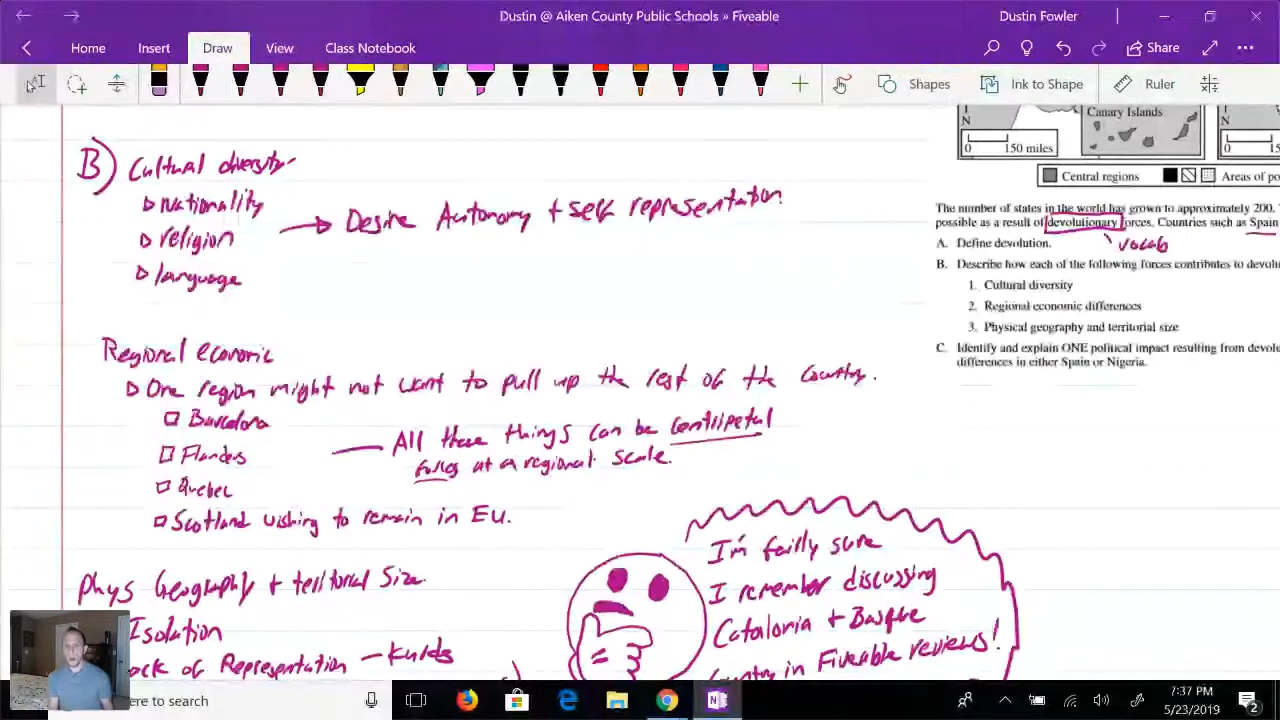 Dustin @ Aiken County Public Schools » Fiveable
Dustin Fowler
Home
Insert
Draw
View
Class Notebook
Share
Shapes
Ink to Shape
Ruler
B) Cultural diversity
Nationality
religion
language
Desire Autonomy + self representation
Regional economic
One region might not want to pull up the rest of the country.
Barcelona
Flanders
Quebec
Scotland wishing to remain in EU.
All these things can be centripetal
forces at a regional scale.
Phys Geography + teritorial size
Isolation
ack of Representation - Kurds
I'm fairly sure
I remember discussing
Catalonia + Basque
Country in Fiveable reviews!
N
0 150 miles
Canary Islands
N
0 15
Central regions
Areas of po
The number of states in the world has grown to approximately 200.
possible as a result of devolutionary forces. Countries such as Spain
vocab
A. Define devolution.
B. Describe how each of the following forces contributes to devolu
1. Cultural diversity
2. Regional economic differences
3. Physical geography and territorial size
C. Identify and explain ONE political impact resulting from devol
differences in either Spain or Nigeria.
ere to search
7:37 PM
5/23/2019
2